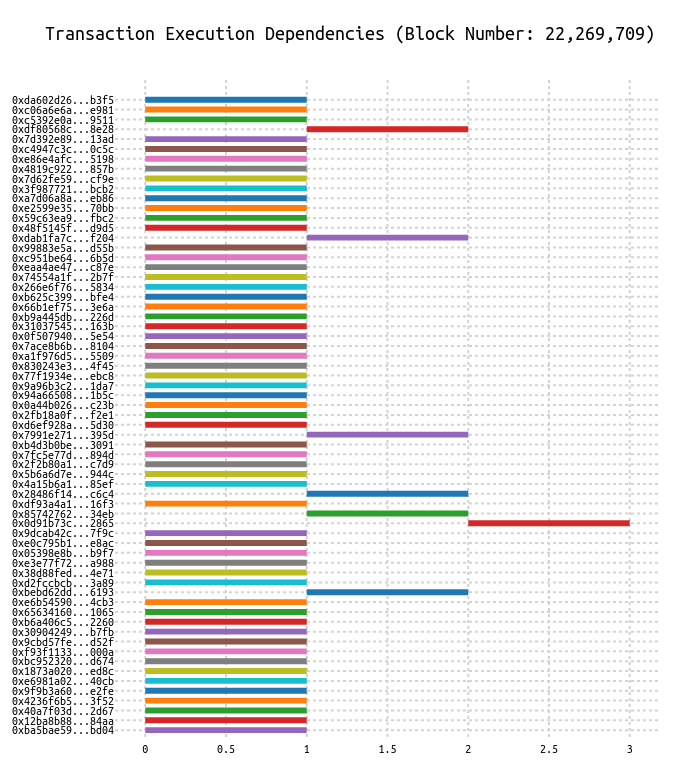 Transaction Execution Dependencies (Block Number: 22,269,709)
0xda602d26...b3f5
0xc06a6e6a...e981
0xc5392e0a...9511
0xdf80568c...8e28
0x7d392e89...13ad
0xc4947c3c...0c5c
0xe86e4afc...5198
0x4819c922...857b
0x7d62fe59...cf9e
0x3f987721...bcb2
0xa7d06a8a...eb86
0xe2599e35...70bb
0x59c63ea9...fbc2
0x48f5145f...d9d5
0xdab1fa7c...f204
0x99883e5a...d55b
0xc951be64...6b5d
0xeaa4ae47...c87e
0x74554a1f...2b7f
0x266e6f76...5834
0xb625c399...bfe4
0x66b1ef75...3e6a
0xb9a445db...226d
0x31037545...163b
0x0f507940...5e54
0x7ace8b6b...8104
0xa1f976d5...5509
0x830243e3...4f45
0x77f1934e...ebc8
0x9a96b3c2...1da7
0x94a66508...1b5c
0x0a44b026...c23b
0x2fb18a0f...f2e1
0xd6ef928a...5d30
0x7991e271...395d
0xb4d3b0be...3091
0x7fc5e77d...894d
0x2f2b80a1...c7d9
0x5b6a6d7e...944c
0x4a15b6a1...85ef
0x28486f14...c6c4
0xdf93a4a1...16f3
0x85742762...34eb
0x0d91b73c...2865
0x9dcab42c...7f9c
0xe0c795b1...e8ac
0x05398e8b...b9f7
0xe3e77f72...a988
0x38d88fed...4e71
0xd2fccbcb...3a89
0xbebd62dd...6193
0xe6b54590...4cb3
0x65634160...1065
0xb6a406c5...2260
0x30904249...b7fb
0x9cbd57fe...d52f
0xf93f1133...000a
0xbc952320...d674
0x1873a020...ed8c
0xe6981a02...40cb
0x9f9b3a60...e2fe
0x4236f6b5...3f52
0x40a7f03d...2d67
0x12ba8b88...84aa
0xba5bae59...bd04
0 0.5 1 1.5 2 2.5 3